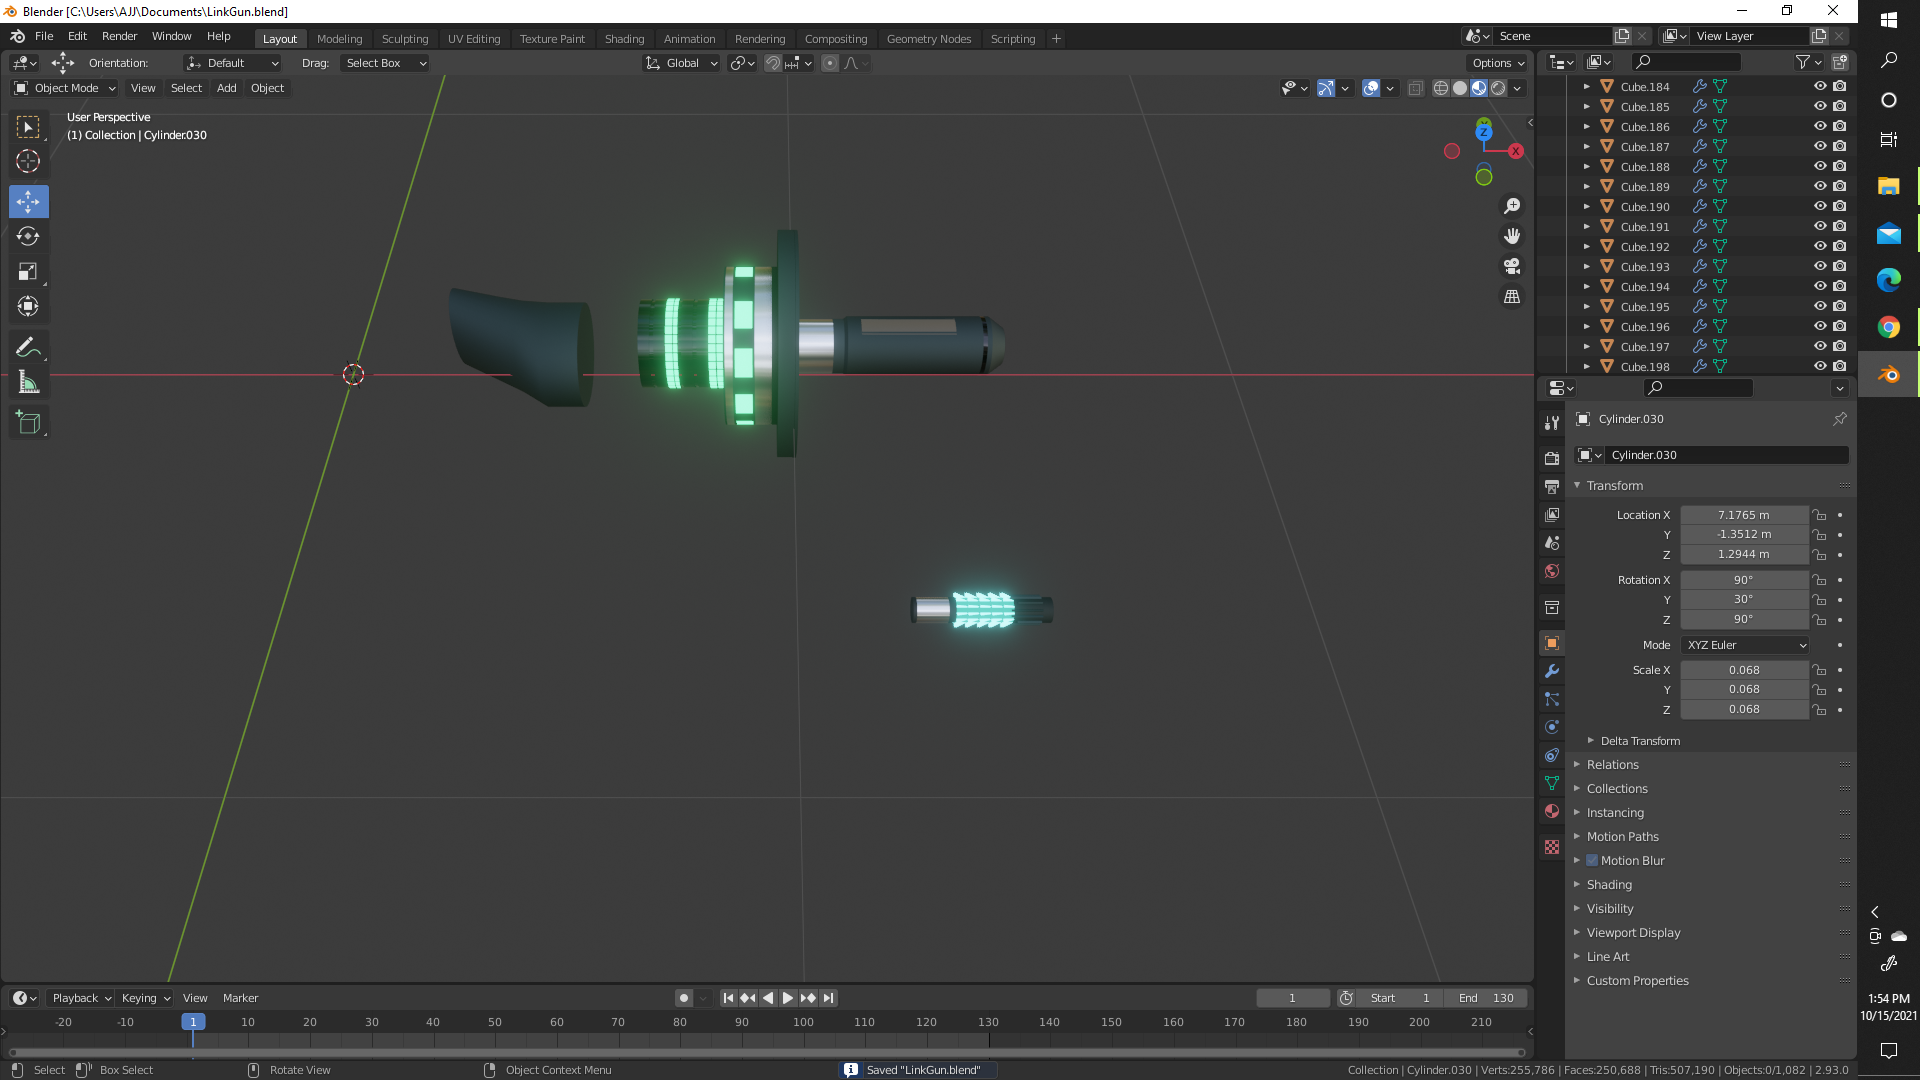 Blender [C:\Users\AJJ\Documents\LinkGun.blend]
File Edit Render Window Help Layout Modeling Sculpting UV Editing Texture Paint Shading Animation Rendering Compositing Geometry Nodes Scripting + Scene View Layer
Orientation: Default Drag: Select Box Global Options
Object Mode View Select Add Object
User Perspective
(1) Collection | Cylinder.030
Z
X
Cube.184
Cube.185
Cube.186
Cube.187
Cube.188
Cube.189
Cube.190
Cube.191
Cube.192
Cube.193
Cube.194
Cube.195
Cube.196
Cube.197
Cube.198
Cylinder.030
Cylinder.030
Transform
Location X 7.1765 m
Y -1.3512 m
Z 1.2944 m
Rotation X 90°
Y 30°
Z 90°
Mode XYZ Euler
Scale X 0.068
Y 0.068
Z 0.068
Delta Transform
Relations
Collections
Instancing
Motion Paths
Motion Blur
Shading
Visibility
Viewport Display
Line Art
Custom Properties
Playback Keying View Marker 1 Start 1 End 130
-20 -10 1 10 20 30 40 50 60 70 80 90 100 110 120 130 140 150 160 170 180 190 200 210
Select Box Select Rotate View Object Context Menu Saved "LinkGun.blend" Collection | Cylinder.030 | Verts:255,786 | Faces:250,688 | Tris:507,190 | Objects:0/1,082 | 2.93.0
1:54 PM
10/15/2021